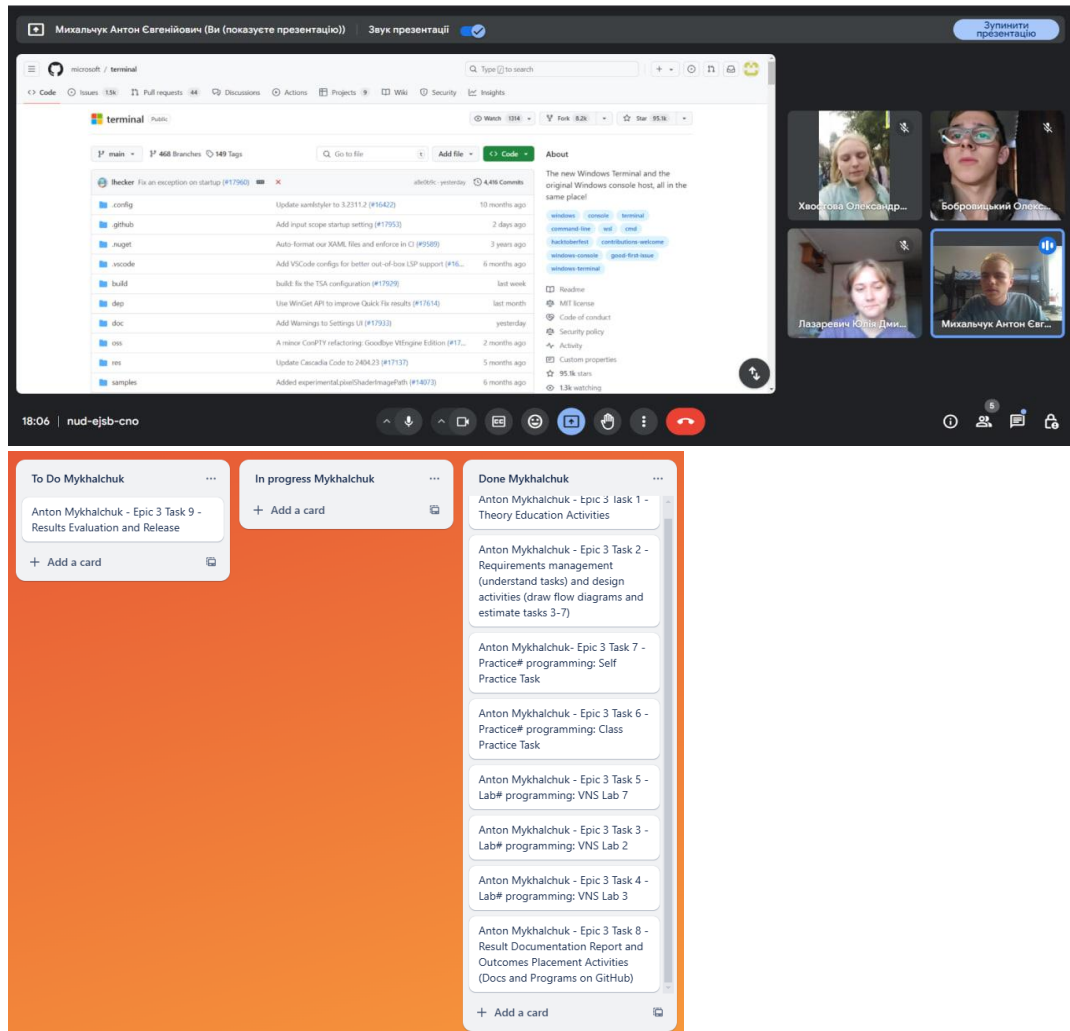 Михальчук Антон Євгенійович (Ви (показуєте презентацію))
Звук презентації
Зупинити
презентацію
microsoft / terminal
Type / to search
Code
Issues 1.5k
Pull requests 44
Discussions
Actions
Projects 9
Wiki
Security
Insights
terminal Public
Watch 1314
Fork 8.2k
Star 95.1k
main
468 Branches
149 Tags
Go to file
t
Add file
Code
lhecker Fix an exception on startup (#17960)
yesterday
4,416 Commits
.config
Update xamlstyler to 3.2311.2 (#16422)
10 months ago
.github
Add input scope startup setting (#17953)
2 days ago
.nuget
Auto-format our XAML files and enforce in CI (#9589)
3 years ago
.vscode
Add VSCode configs for better out-of-box LSP support (#16...
6 months ago
build
build: fix the TSA configuration (#17929)
last week
dep
Use WinGet API to improve Quick Fix results (#17614)
last month
doc
Add Warnings to Settings UI (#17933)
yesterday
oss
A minor ConPTY refactoring: Goodbye VtEngine Edition (#17...
2 months ago
res
Update Cascadia Code to 2404.23 (#17137)
5 months ago
samples
Added experimental.pixelShaderImagePath (#14073)
6 months ago
About
The new Windows Terminal and the
original Windows console host, all in the
same place!
windows console terminal
command-line wsl cmd
hacktoberfest contributions-welcome
windows-console good-first-issue
windows-terminal
Readme
MIT license
Code of conduct
Security policy
Activity
Custom properties
95.1k stars
1.3k watching
Хвостова Олександр...
Бобровицький Олекс...
Лазаревич Юлія Дми...
Михальчук Антон Євг...
18:06 | nud-ejsb-cno
5
To Do Mykhalchuk
Anton Mykhalchuk - Epic 3 Task 9 -
Results Evaluation and Release
+ Add a card
In progress Mykhalchuk
+ Add a card
Done Mykhalchuk
Anton Mykhalchuk - Epic 3 Task 1 -
Theory Education Activities
Anton Mykhalchuk - Epic 3 Task 2 -
Requirements management
(understand tasks) and design
activities (draw flow diagrams and
estimate tasks 3-7)
Anton Mykhalchuk- Epic 3 Task 7 -
Practice# programming: Self
Practice Task
Anton Mykhalchuk - Epic 3 Task 6 -
Practice# programming: Class
Practice Task
Anton Mykhalchuk - Epic 3 Task 5 -
Lab# programming: VNS Lab 7
Anton Mykhalchuk - Epic 3 Task 3 -
Lab# programming: VNS Lab 2
Anton Mykhalchuk - Epic 3 Task 4 -
Lab# programming: VNS Lab 3
Anton Mykhalchuk - Epic 3 Task 8 -
Result Documentation Report and
Outcomes Placement Activities
(Docs and Programs on GitHub)
+ Add a card